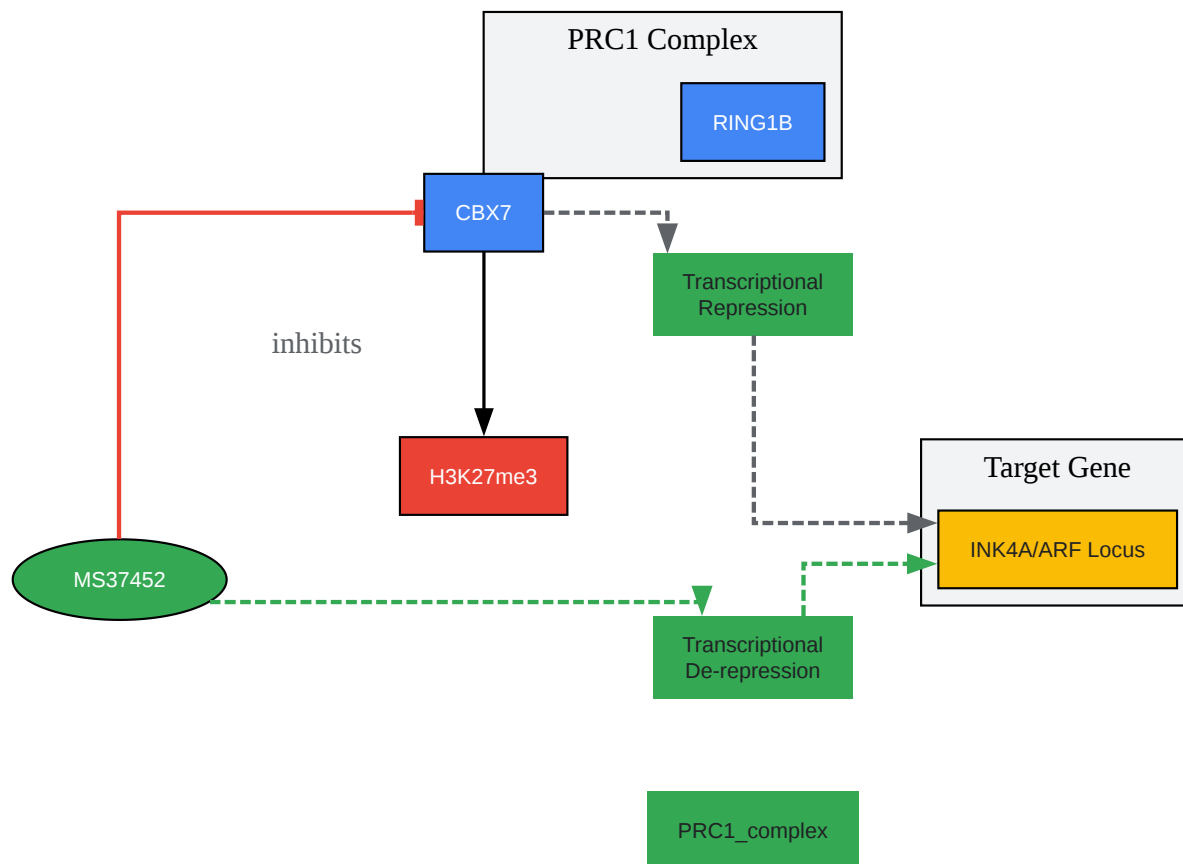 PRC1 Complex
RING1B
CBX7
Transcriptional
Repression
inhibits
H3K27me3
Target Gene
INK4A/ARF Locus
MS37452
Transcriptional
De-repression
PRC1_complex